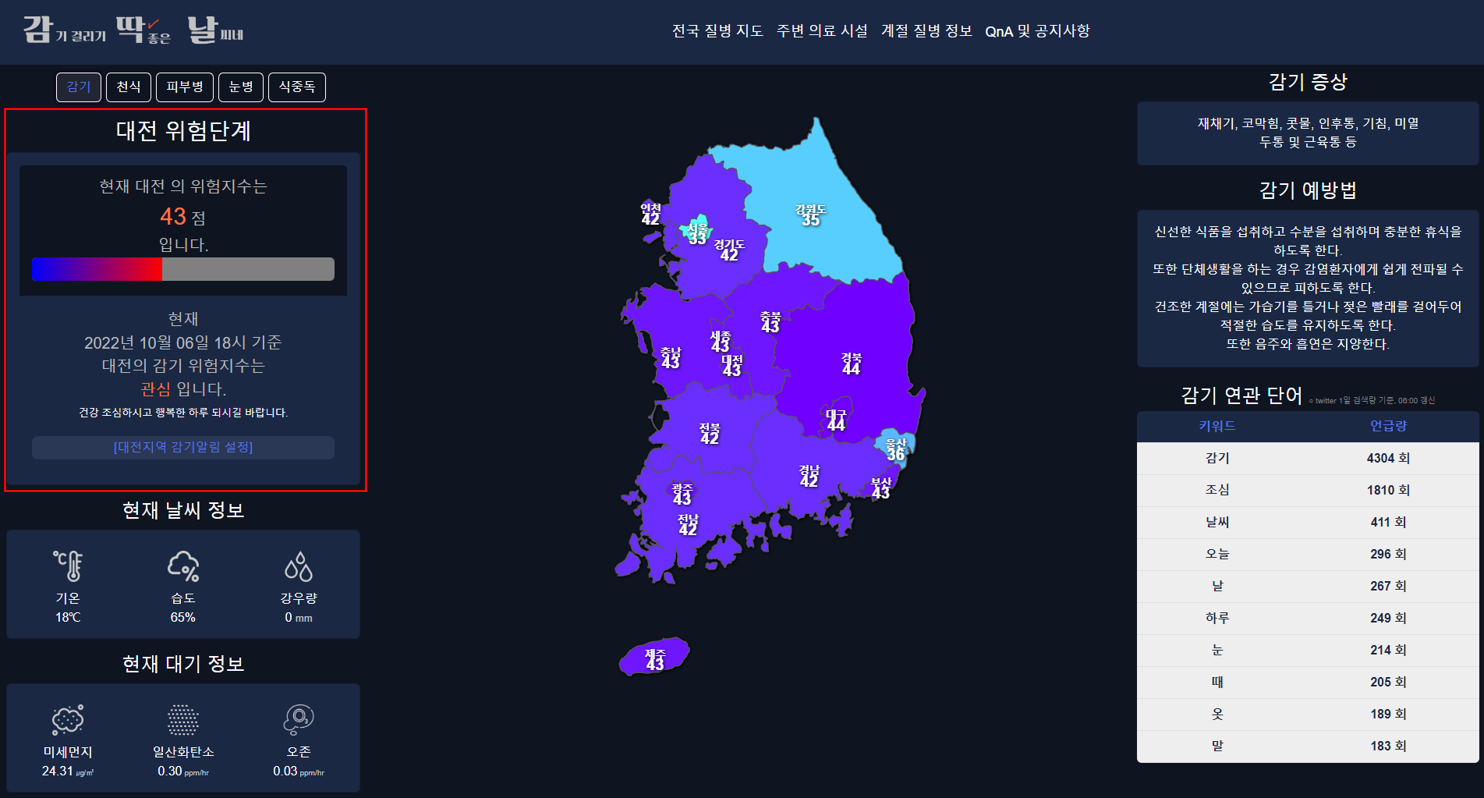 감기 걸리기 딱 좋은 날씨네
전국 질병 지도 주변 의료 시설 계절 질병 정보 QnA 및 공지사항
감기 천식 피부병 눈병 식중독
대전 위험단계
현재 대전 의 위험지수는
43 점
입니다.
현재
2022년 10월 06일 18시 기준
대전의 감기 위험지수는
관심 입니다.
건강 조심하시고 행복한 하루 되시길 바랍니다.
[대전지역 감기알림 설정]
현재 날씨 정보
기온 습도 강우량
18℃ 65% 0 mm
현재 대기 정보
미세먼지 일산화탄소 오존
24.31 ㎍/㎥ 0.30 ppm/hr 0.03 ppm/hr
인천
42
서울
33
경기도
42
강원도
35
충북
43
세종
43
충남
43
대전
43
경북
44
대구
44
전북
42
울산
36
경남
42
부산
43
광주
43
전남
42
제주
43
감기 증상
재채기, 코막힘, 콧물, 인후통, 기침, 미열
두통 및 근육통 등
감기 예방법
신선한 식품을 섭취하고 수분을 섭취하며 충분한 휴식을
하도록 한다.
또한 단체생활을 하는 경우 감염환자에게 쉽게 전파될 수
있으므로 피하도록 한다.
건조한 계절에는 가습기를 틀거나 젖은 빨래를 걸어두어
적절한 습도를 유지하도록 한다.
또한 음주와 흡연은 지양한다.
감기 연관 단어 ○ twitter 1일 검색량 기준, 06:00 갱신
키워드 언급량
감기 4304 회
조심 1810 회
날씨 411 회
오늘 296 회
날 267 회
하루 249 회
눈 214 회
때 205 회
옷 189 회
말 183 회